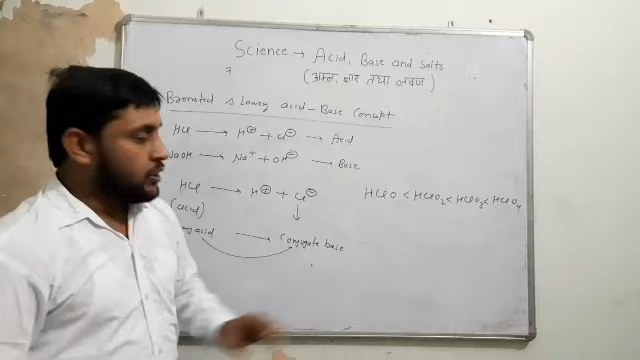 Science → Acid, Base and Salts
(अम्ल, क्षार तथा लवण)
Bronsted & Lowry acid-Base Concept
HCl → H⊕ + Cl⊖ → Acid
NaOH → Na⁺ + OH⊖ → Base
HCl → H⊕ + Cl⊖
(acid) ↓
acid → Conjugate base.
HClO < HClO₂ < HClO₃ < HClO₄